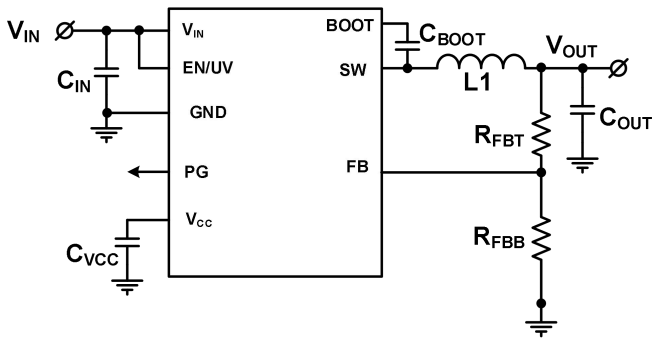 V_IN
C_IN
V_IN
EN/UV
GND
PG
V_CC
C_VCC
BOOT
SW
FB
C_BOOT
L1
V_OUT
C_OUT
R_FBT
R_FBB